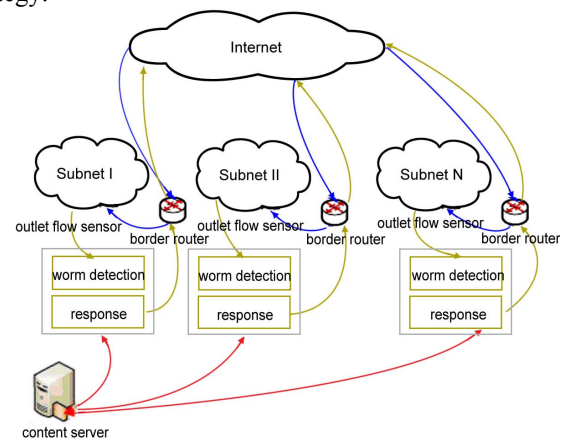 egy.
Internet
Subnet I
Subnet II
Subnet N
outlet flow sensor
border router
outlet flow sensor
border router
outlet flow sensor
border router
worm detection
response
worm detection
response
worm detection
response
content server